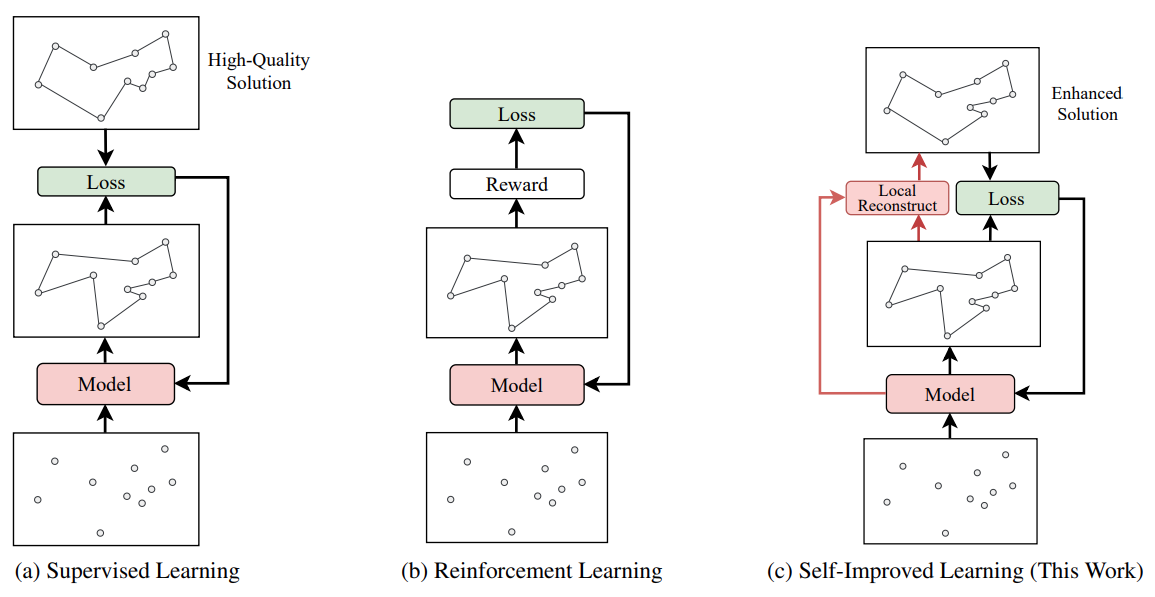 High-Quality
Solution
Loss
Model
(a) Supervised Learning
Loss
Reward
Model
(b) Reinforcement Learning
Enhanced
Solution
Local
Reconstruct
Loss
Model
(c) Self-Improved Learning (This Work)